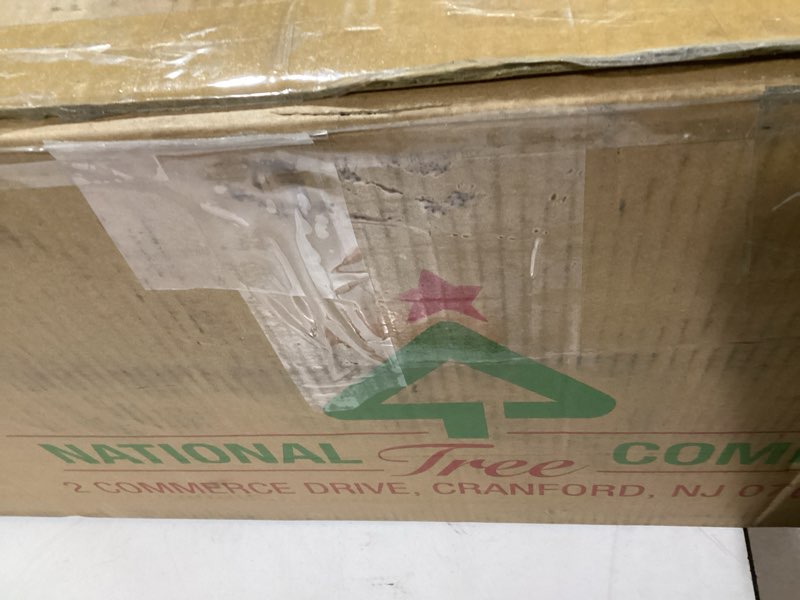 NATIONAL Tree COM
2 COMMERCE DRIVE, CRANFORD, NJ 07